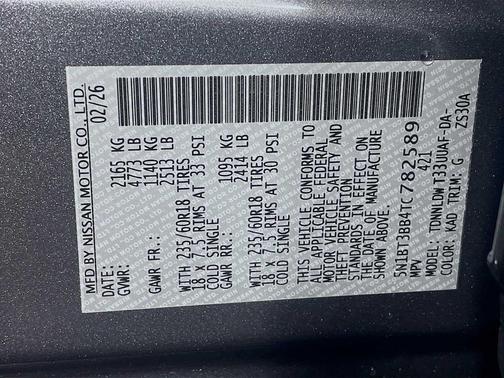 MFD BY NISSAN MOTOR CO., LTD.
DATE: 02/26
GVWR: 2165 KG
4773 LB
GAWR FR: 1140 KG
2513 LB
WITH 235/60R18 TIRES
18 X 7.5 RIMS AT 33 PSI
COLD SINGLE
GAWR RR: 1095 KG
2414 LB
WITH 235/60R18 TIRES
18 X 7.5 RIMS AT 30 PSI
COLD SINGLE
THIS VEHICLE CONFORMS TO
ALL APPLICABLE FEDERAL
MOTOR VEHICLE SAFETY AND
THEFT PREVENTION
STANDARDS IN EFFECT ON
THE DATE OF MANUFACTURE
SHOWN ABOVE.
5N1BT3BB4TC782589
MPV 421
MODEL: TDWNLDW T33UUAF-DA-
COLOR: KAD TRIM: G ZS30A